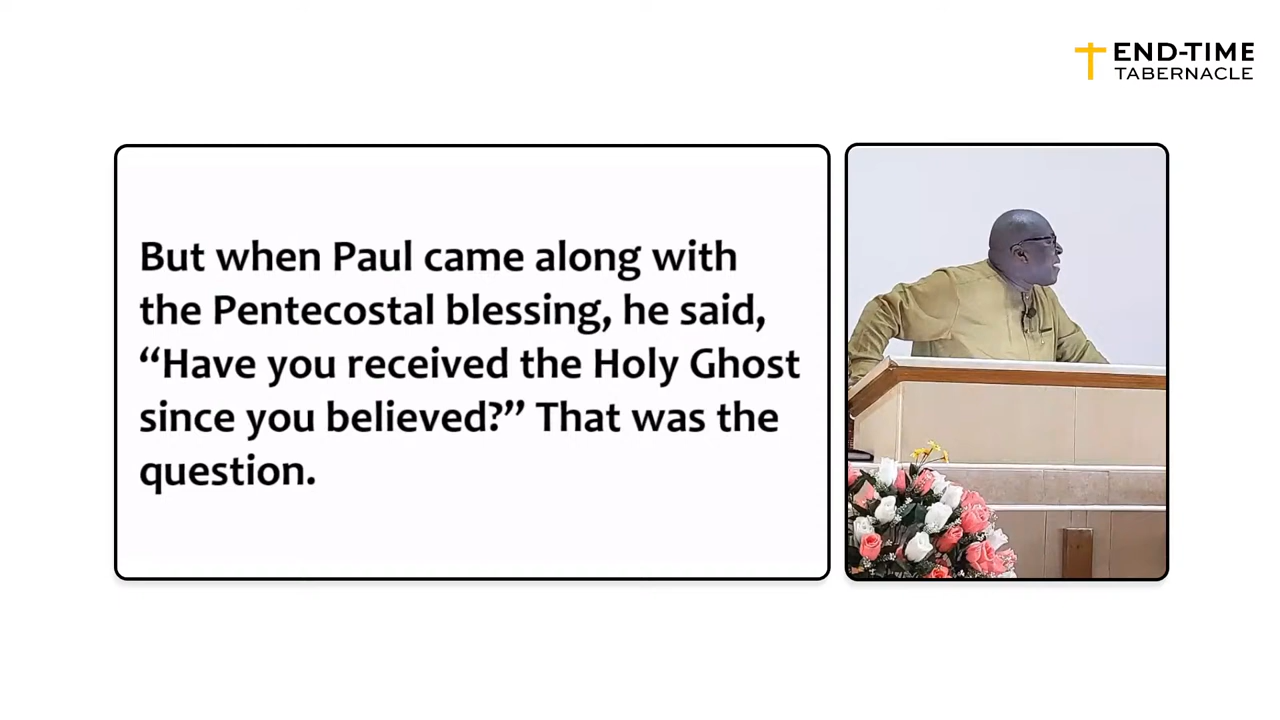 END-TIME
TABERNACLE
But when Paul came along with
the Pentecostal blessing, he said,
“Have you received the Holy Ghost
since you believed?” That was the
question.